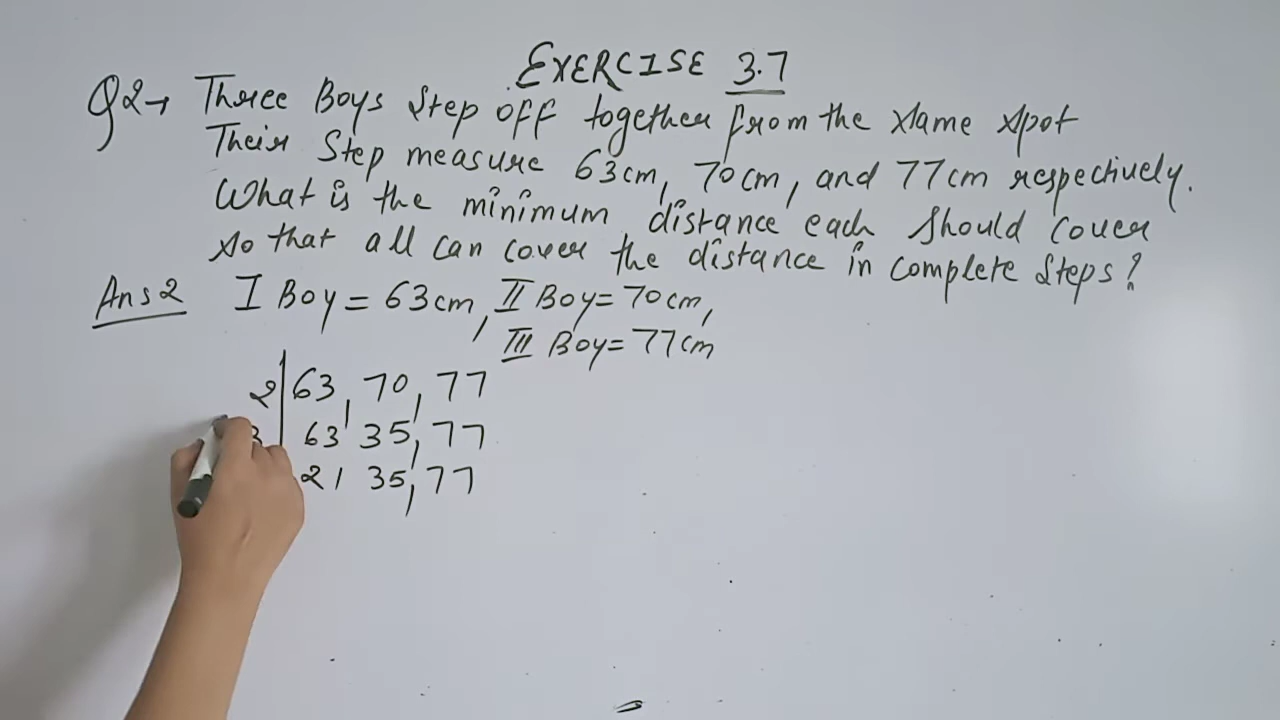 EXERCISE 3.7
Q2→ Three Boys Step off together from the same spot
Their Step measure 63cm, 70cm, and 77cm respectively.
What is the minimum distance each should cover
so that all can cover the distance in complete steps?
Ans 2 I Boy = 63cm, II Boy = 70cm,
III Boy = 77cm
2 63, 70, 77
3 63 35, 77
21 35, 77